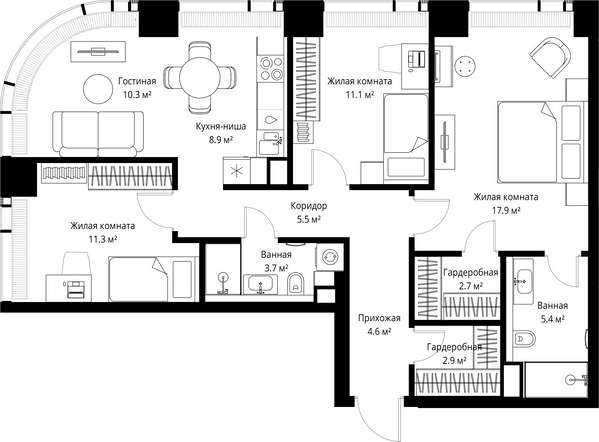 Гостиная
10.3 м²
Кухня-ниша
8.9 м²
Жилая комната
11.1 м²
Жилая комната
17.9 м²
Коридор
5.5 м²
Жилая комната
11.3 м²
Ванная
3.7 м²
Гардеробная
2.7 м²
Ванная
5.4 м²
Прихожая
4.6 м²
Гардеробная
2.9 м²